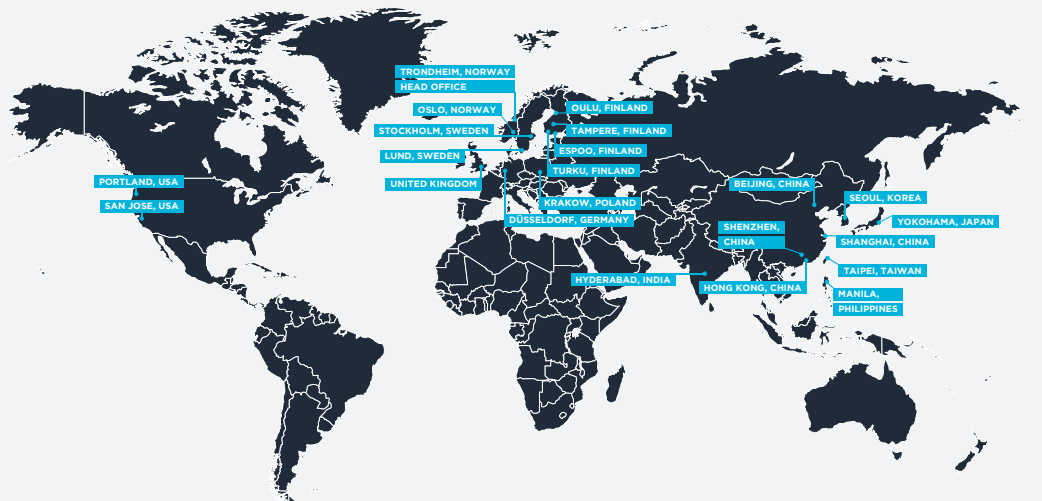 TRONDHEIM, NORWAY
HEAD OFFICE
OSLO, NORWAY
STOCKHOLM, SWEDEN
LUND, SWEDEN
UNITED KINGDOM
OULU, FINLAND
TAMPERE, FINLAND
ESPOO, FINLAND
TURKU, FINLAND
KRAKOW, POLAND
DÜSSELDORF, GERMANY
PORTLAND, USA
SAN JOSE, USA
BEIJING, CHINA
SEOUL, KOREA
YOKOHAMA, JAPAN
SHENZHEN,
CHINA
SHANGHAI, CHINA
TAIPEI, TAIWAN
HYDERABAD, INDIA
HONG KONG, CHINA
MANILA,
PHILIPPINES